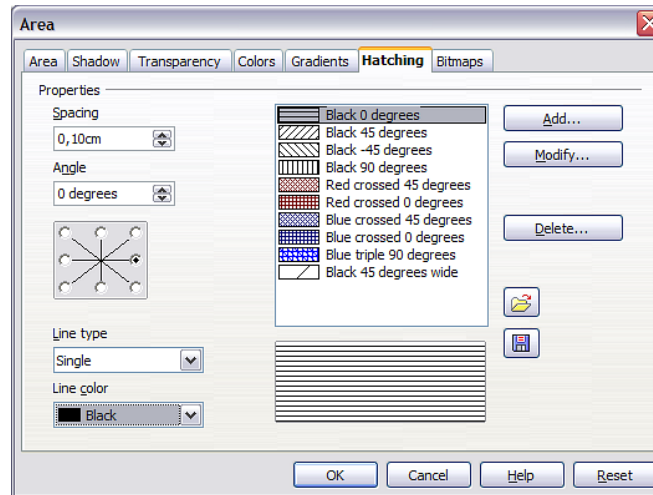 Area
Area Shadow Transparency Colors Gradients Hatching Bitmaps
Properties
Spacing
0,10cm
Angle
0 degrees
Line type
Single
Line color
Black
Black 0 degrees
Black 45 degrees
Black -45 degrees
Black 90 degrees
Red crossed 45 degrees
Red crossed 0 degrees
Blue crossed 45 degrees
Blue crossed 0 degrees
Blue triple 90 degrees
Black 45 degrees wide
Add...
Modify...
Delete...
OK Cancel Help Reset